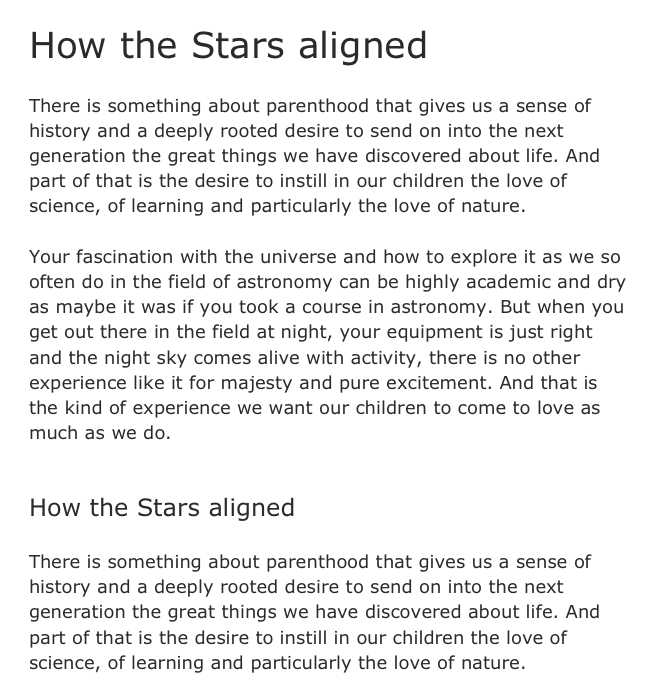 How the Stars aligned
There is something about parenthood that gives us a sense of
history and a deeply rooted desire to send on into the next
generation the great things we have discovered about life. And
part of that is the desire to instill in our children the love of
science, of learning and particularly the love of nature.
Your fascination with the universe and how to explore it as we so
often do in the field of astronomy can be highly academic and dry
as maybe it was if you took a course in astronomy. But when you
get out there in the field at night, your equipment is just right
and the night sky comes alive with activity, there is no other
experience like it for majesty and pure excitement. And that is
the kind of experience we want our children to come to love as
much as we do.
How the Stars aligned
There is something about parenthood that gives us a sense of
history and a deeply rooted desire to send on into the next
generation the great things we have discovered about life. And
part of that is the desire to instill in our children the love of
science, of learning and particularly the love of nature.